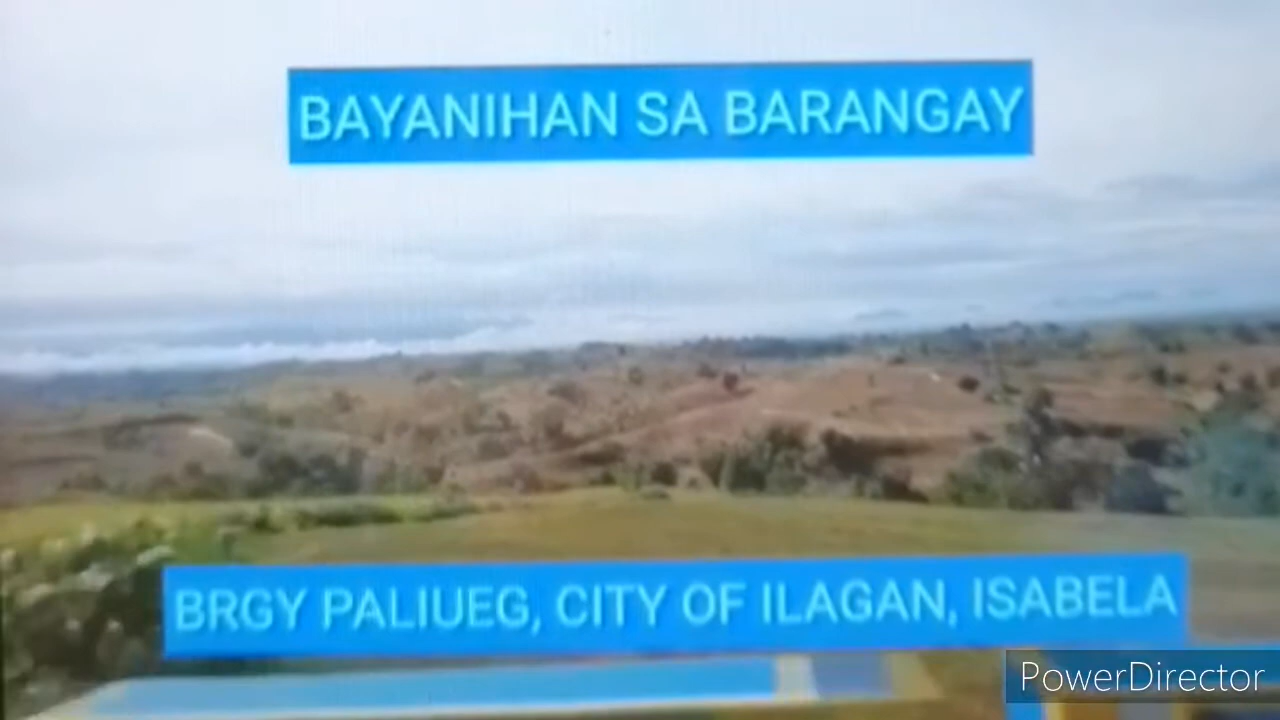 BAYANIHAN SA BARANGAY
BRGY PALIUEG, CITY OF ILAGAN, ISABELA
PowerDirector